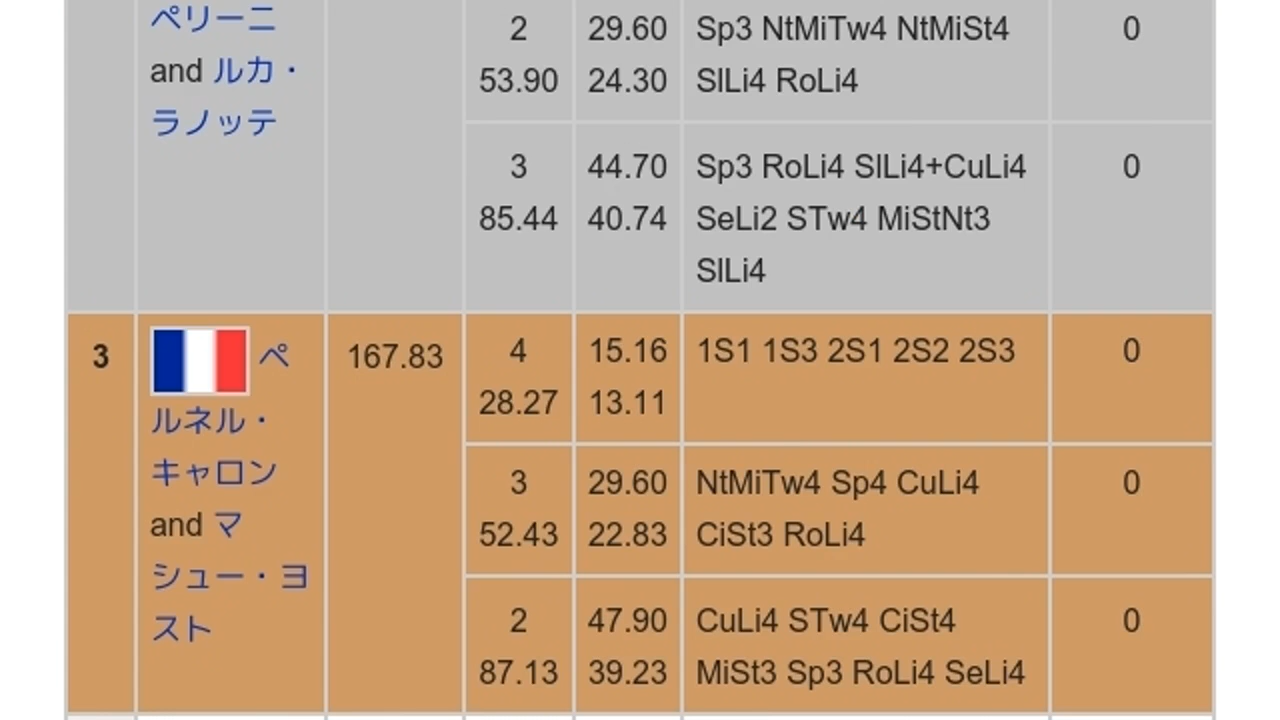 ペリーニ
and ルカ・
ラノッテ
2
53.90
29.60
24.30
Sp3 NtMiTw4 NtMiSt4
SlLi4 RoLi4
0
3
85.44
44.70
40.74
Sp3 RoLi4 SlLi4+CuLi4
SeLi2 STw4 MiStNt3
SlLi4
0
3
ペ
ルネル・
キャロン
and マ
シュー・ヨ
スト
167.83
4
28.27
15.16
13.11
1S1 1S3 2S1 2S2 2S3
0
3
52.43
29.60
22.83
NtMiTw4 Sp4 CuLi4
CiSt3 RoLi4
0
2
87.13
47.90
39.23
CuLi4 STw4 CiSt4
MiSt3 Sp3 RoLi4 SeLi4
0